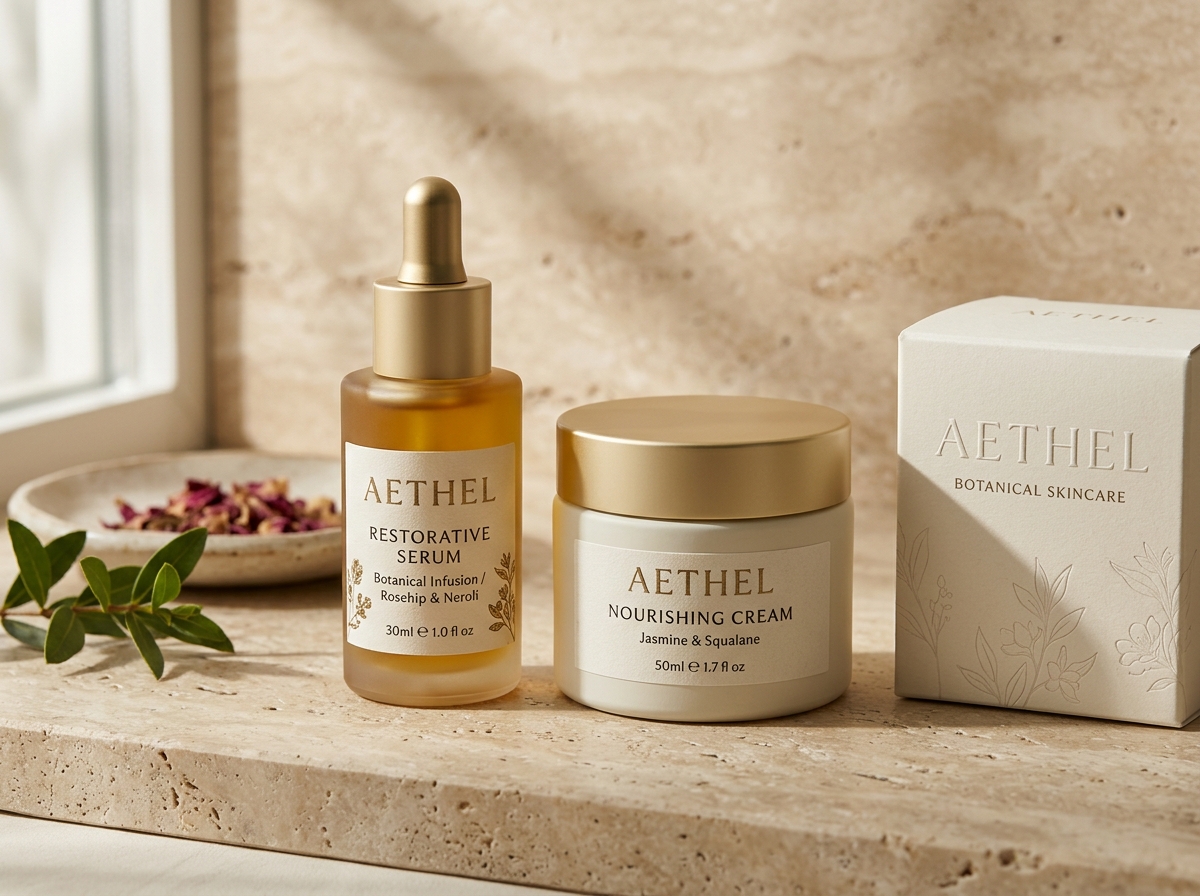 AETHEL
RESTORATIVE
SERUM
Botanical Infusion /
Rosehip & Neroli
30ml ℮ 1.0 fl oz
AETHEL
NOURISHING CREAM
Jasmine & Squalane
50ml ℮ 1.7 fl oz
AETHEL
AETHEL
BOTANICAL SKINCARE